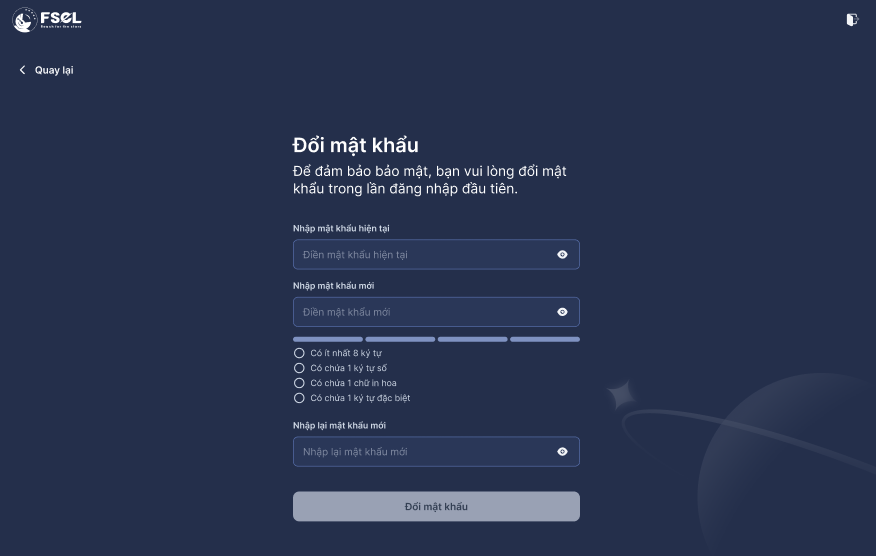 FSEL
Reach for the stars
Quay lại
Đổi mật khẩu
Để đảm bảo bảo mật, bạn vui lòng đổi mật
khẩu trong lần đăng nhập đầu tiên.
Nhập mật khẩu hiện tại
Điền mật khẩu hiện tại
Nhập mật khẩu mới
Điền mật khẩu mới
Có ít nhất 8 ký tự
Có chứa 1 ký tự số
Có chứa 1 chữ in hoa
Có chứa 1 ký tự đặc biệt
Nhập lại mật khẩu mới
Nhập lại mật khẩu mới
Đổi mật khẩu